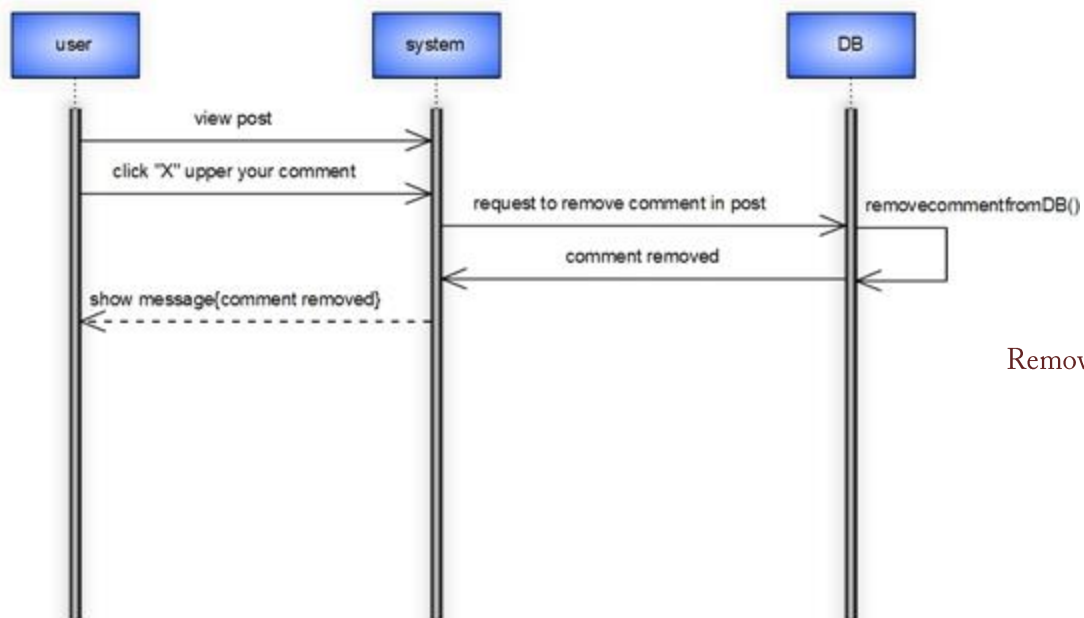 user
system
DB
view post
click "X" upper your comment
request to remove comment in post
removecommentfromDB()
comment removed
show message{comment removed}
Remov